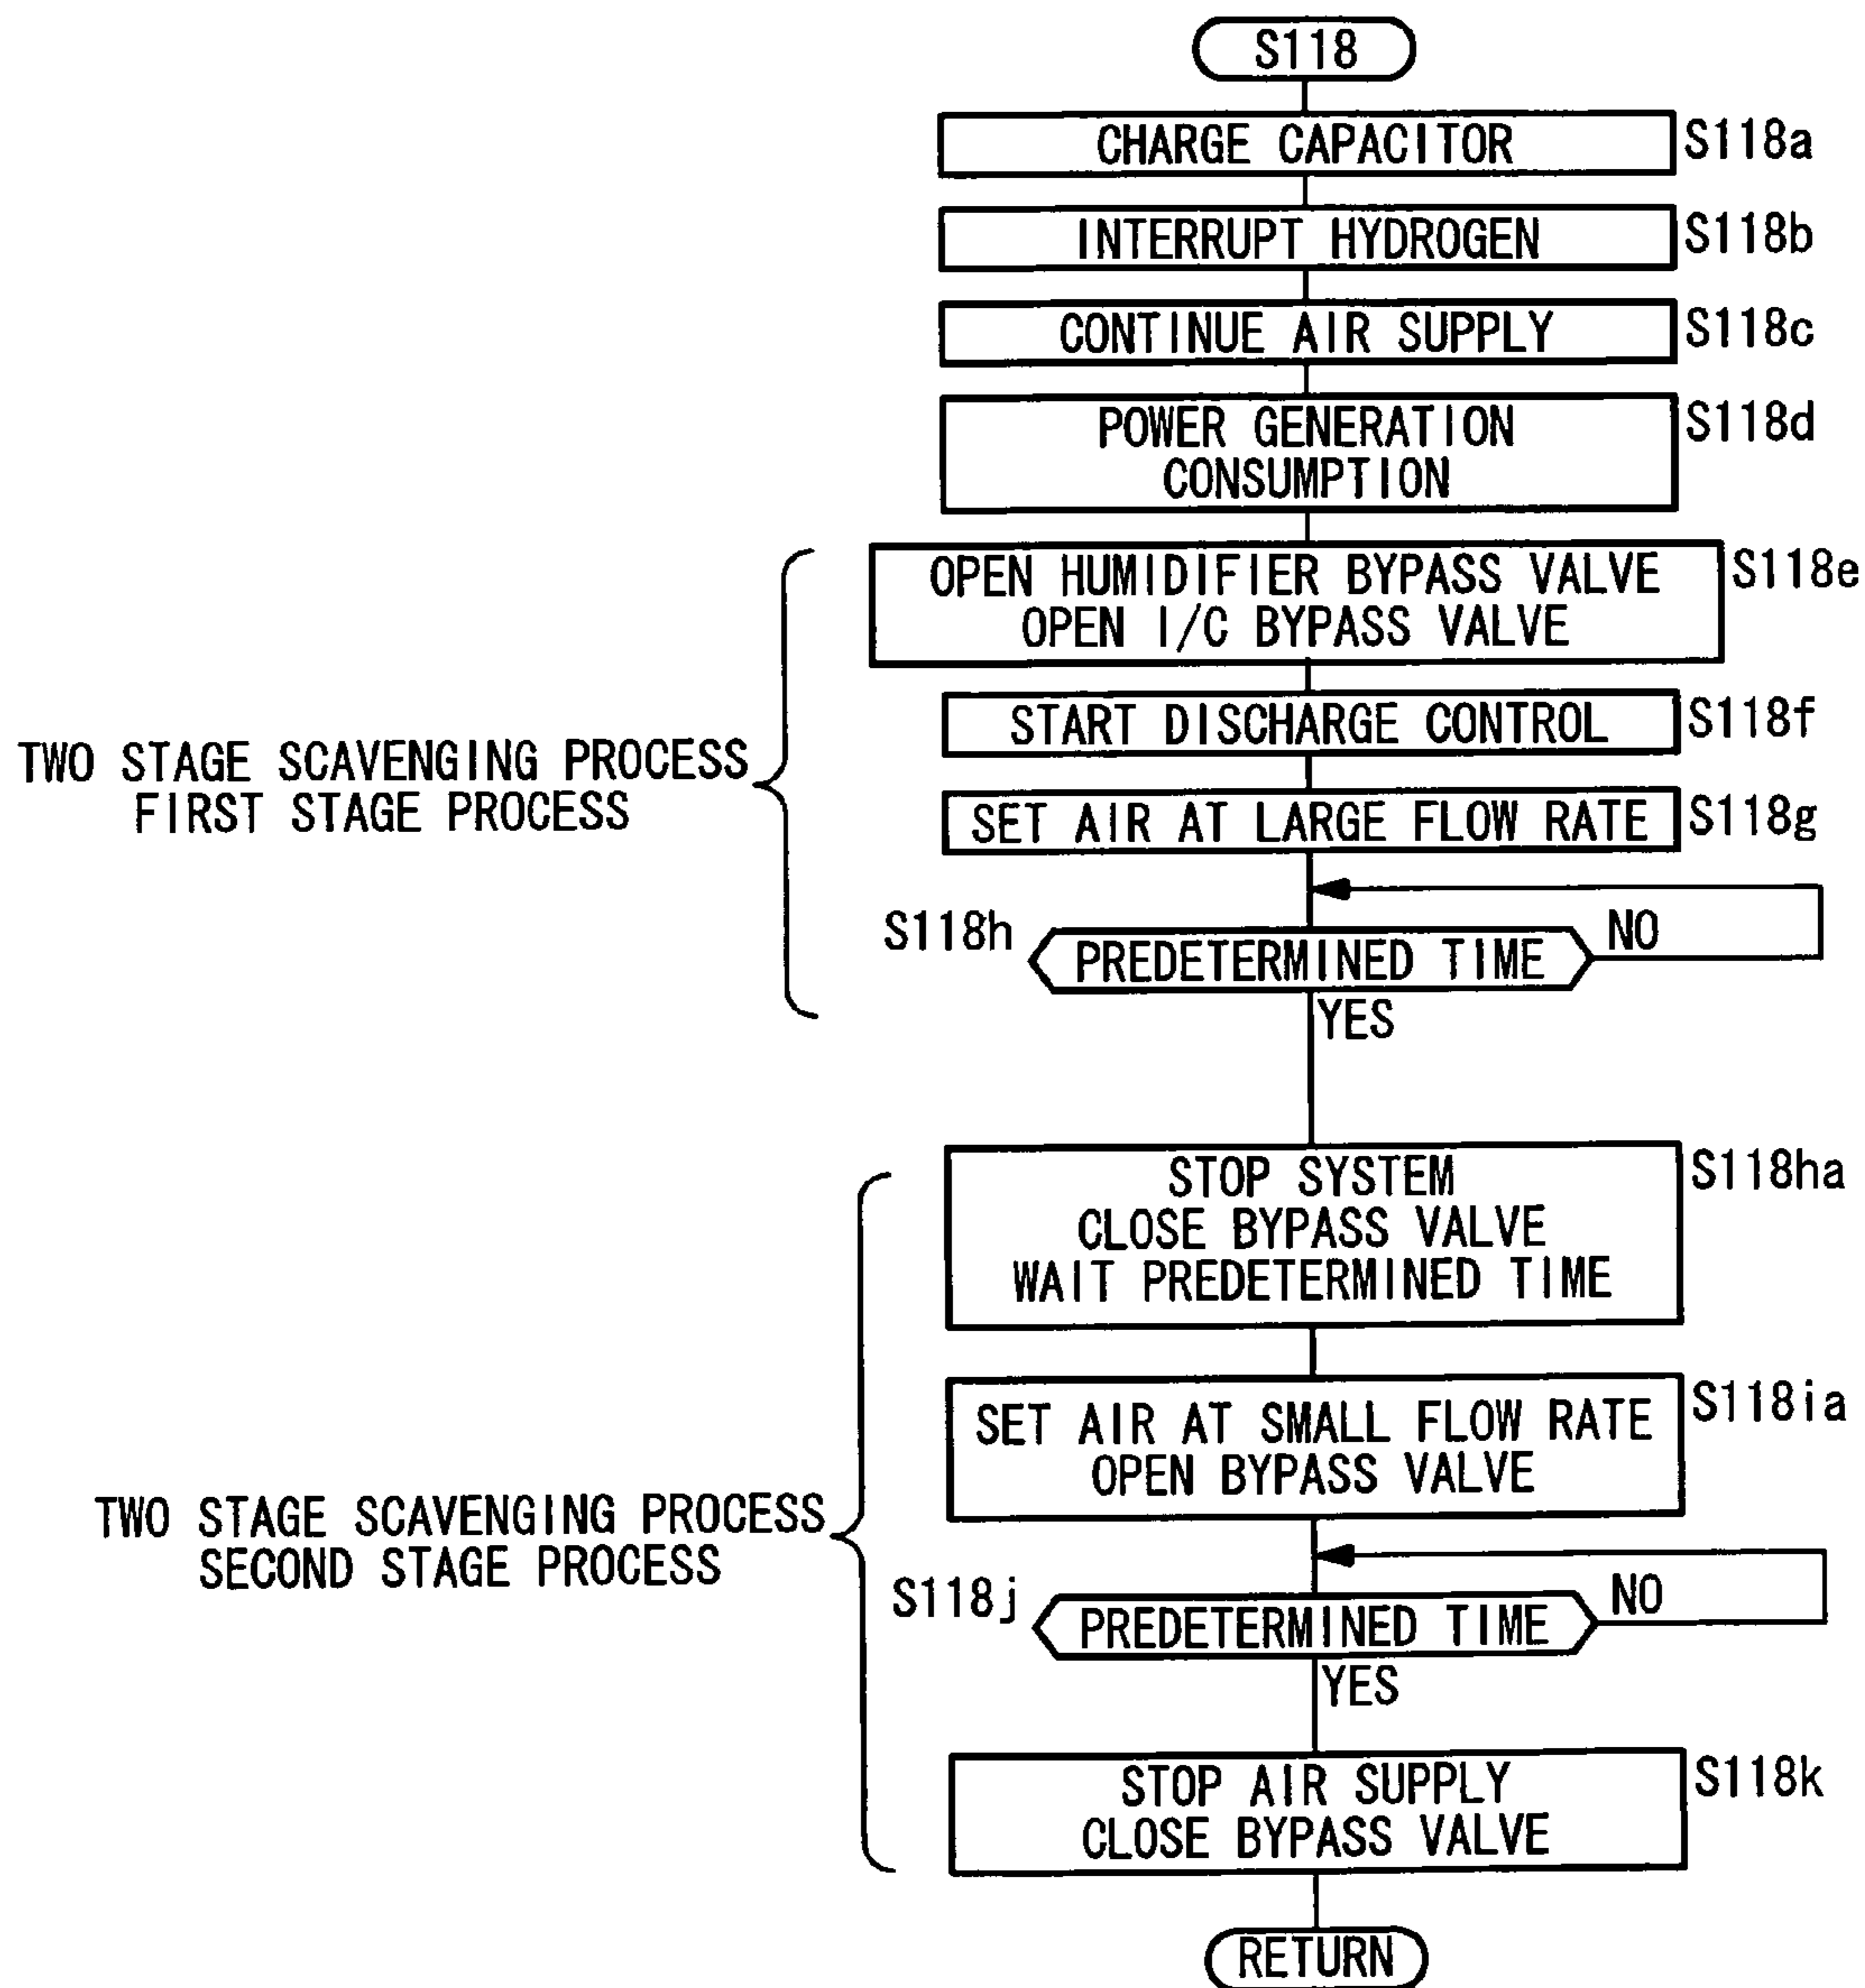 S118
CHARGE CAPACITOR
S118a
INTERRUPT HYDROGEN
S118b
CONTINUE AIR SUPPLY
S118c
POWER GENERATION
CONSUMPTION
S118d
OPEN HUMIDIFIER BYPASS VALVE
OPEN I/C BYPASS VALVE
S118e
START DISCHARGE CONTROL
S118f
TWO STAGE SCAVENGING PROCESS
FIRST STAGE PROCESS
SET AIR AT LARGE FLOW RATE
S118g
S118h
PREDETERMINED TIME
NO
YES
STOP SYSTEM
CLOSE BYPASS VALVE
WAIT PREDETERMINED TIME
S118ha
SET AIR AT SMALL FLOW RATE
OPEN BYPASS VALVE
S118ia
TWO STAGE SCAVENGING PROCESS
SECOND STAGE PROCESS
S118j
PREDETERMINED TIME
NO
YES
STOP AIR SUPPLY
CLOSE BYPASS VALVE
S118k
RETURN